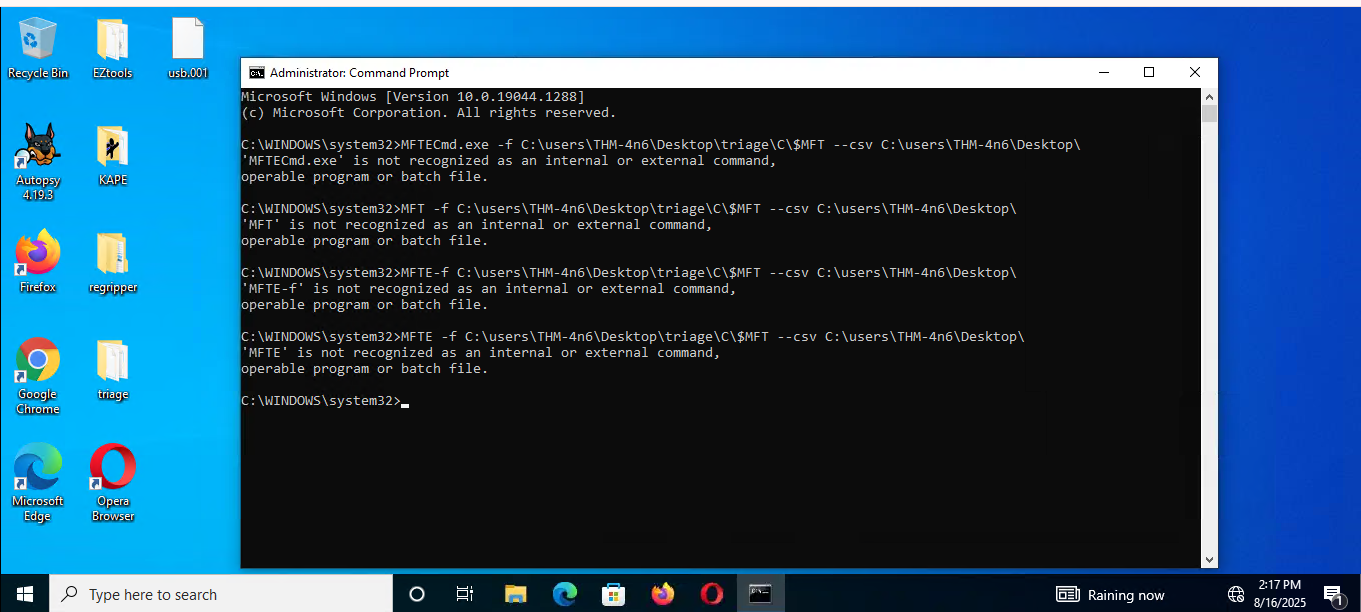 Recycle Bin
EZtools
usb.001
Autopsy
4.19.3
KAPE
Firefox
regripper
Google
Chrome
triage
Microsoft
Edge
Opera
Browser
Administrator: Command Prompt
Microsoft Windows [Version 10.0.19044.1288]
(c) Microsoft Corporation. All rights reserved.
C:\WINDOWS\system32>MFTECmd.exe -f C:\users\THM-4n6\Desktop\triage\C\$MFT --csv C:\users\THM-4n6\Desktop\
'MFTECmd.exe' is not recognized as an internal or external command,
operable program or batch file.
C:\WINDOWS\system32>MFT -f C:\users\THM-4n6\Desktop\triage\C\$MFT --csv C:\users\THM-4n6\Desktop\
'MFT' is not recognized as an internal or external command,
operable program or batch file.
C:\WINDOWS\system32>MFTE-f C:\users\THM-4n6\Desktop\triage\C\$MFT --csv C:\users\THM-4n6\Desktop\
'MFTE-f' is not recognized as an internal or external command,
operable program or batch file.
C:\WINDOWS\system32>MFTE -f C:\users\THM-4n6\Desktop\triage\C\$MFT --csv C:\users\THM-4n6\Desktop\
'MFTE' is not recognized as an internal or external command,
operable program or batch file.
C:\WINDOWS\system32>
Type here to search
Raining now
2:17 PM
8/16/2025
1